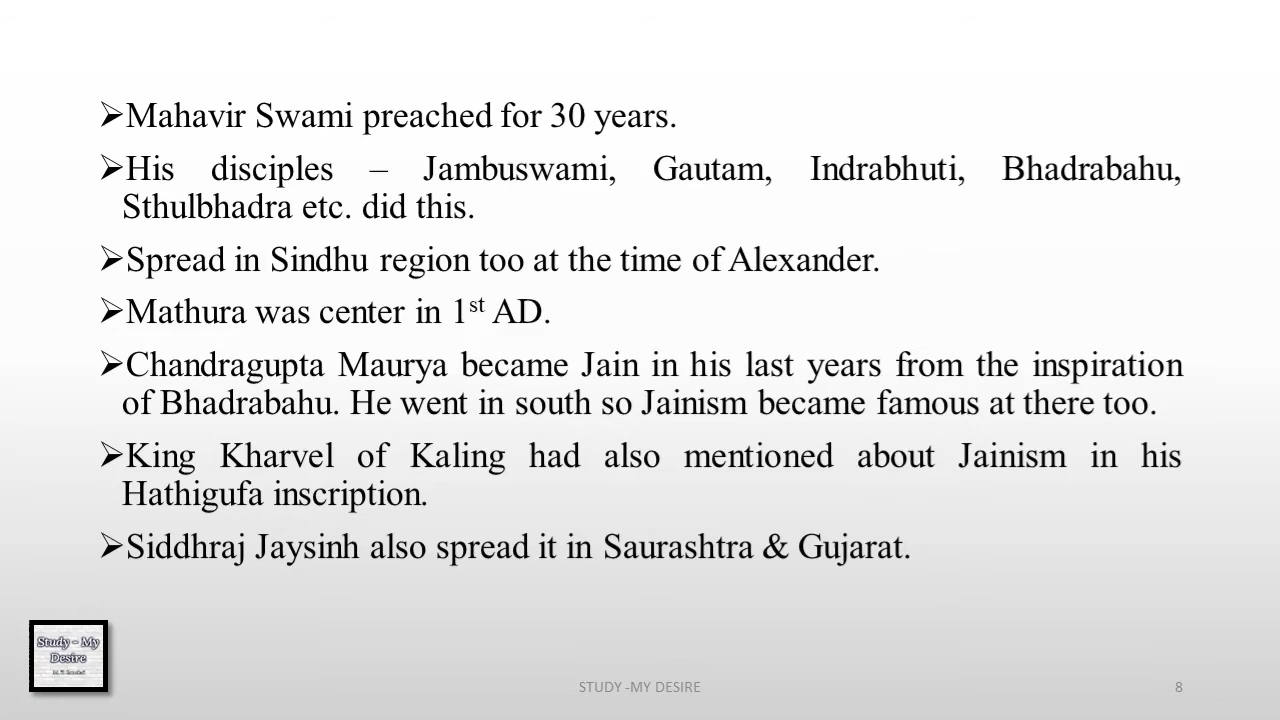 ➢Mahavir Swami preached for 30 years.
➢His disciples – Jambuswami, Gautam, Indrabhuti, Bhadrabahu,
Sthulbhadra etc. did this.
➢Spread in Sindhu region too at the time of Alexander.
➢Mathura was center in 1st AD.
➢Chandragupta Maurya became Jain in his last years from the inspiration
of Bhadrabahu. He went in south so Jainism became famous at there too.
➢King Kharvel of Kaling had also mentioned about Jainism in his
Hathigufa inscription.
➢Siddhraj Jaysinh also spread it in Saurashtra & Gujarat.
Study - My
Desire
STUDY -MY DESIRE
8